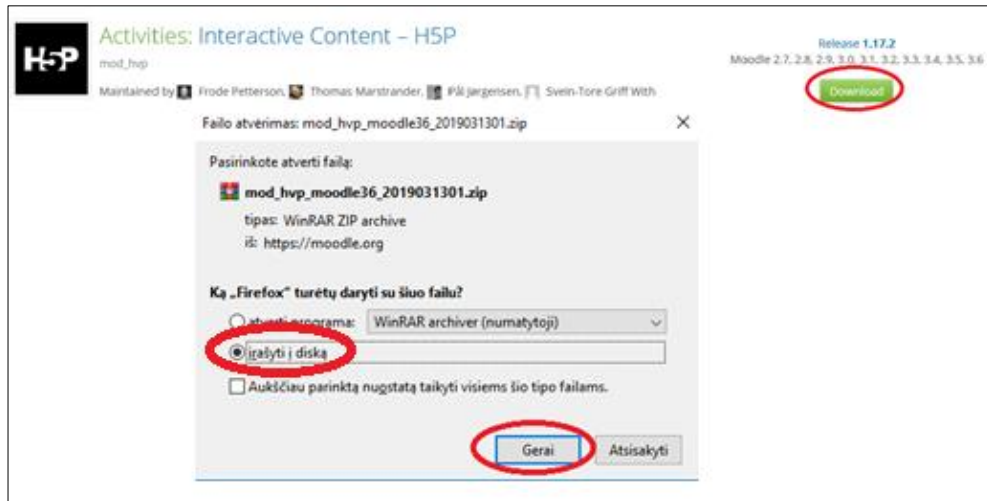 H5P
Activities: Interactive Content – H5P
mod_hvp
Maintained by Frode Petterson, Thomas Marstrander, Pål Jørgensen, Svein-Tore Griff With
Release 1.17.2
Moodle 2.7, 2.8, 2.9, 3.0, 3.1, 3.2, 3.3, 3.4, 3.5, 3.6
Download
Failo atvėrimas: mod_hvp_moodle36_2019031301.zip
Pasirinkote atverti failą:
mod_hvp_moodle36_2019031301.zip
tipas: WinRAR ZIP archive
iš: https://moodle.org
Ką „Firefox“ turėtų daryti su šiuo failu?
atverti programa: WinRAR archiver (numatytoji)
įrašyti į diską
Aukščiau parinktą nuostatą taikyti visiems šio tipo failams.
Gerai Atsisakyti